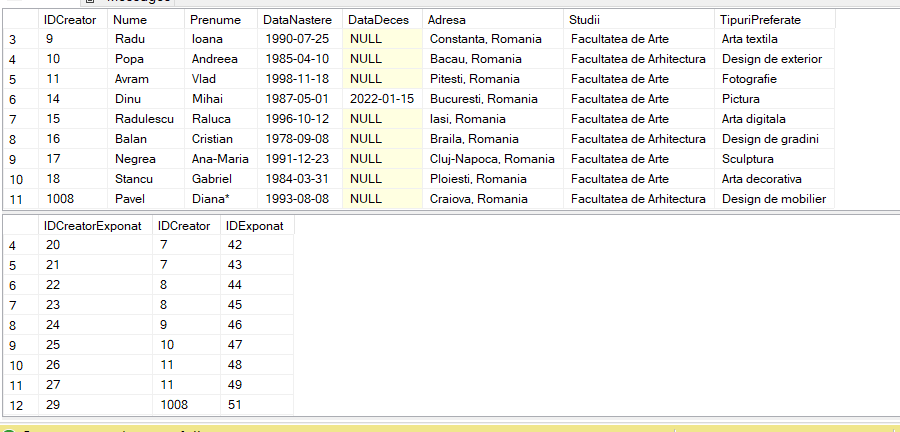 IDCreator Nume Prenume DataNastere DataDeces Adresa Studii TipuriPreferate
3 9 Radu Ioana 1990-07-25 NULL Constanta, Romania Facultatea de Arte Arta textila
4 10 Popa Andreea 1985-04-10 NULL Bacau, Romania Facultatea de Arhitectura Design de exterior
5 11 Avram Vlad 1998-11-18 NULL Pitesti, Romania Facultatea de Arte Fotografie
6 14 Dinu Mihai 1987-05-01 2022-01-15 Bucuresti, Romania Facultatea de Arte Pictura
7 15 Radulescu Raluca 1996-10-12 NULL Iasi, Romania Facultatea de Arte Arta digitala
8 16 Balan Cristian 1978-09-08 NULL Braila, Romania Facultatea de Arhitectura Design de gradini
9 17 Negrea Ana-Maria 1991-12-23 NULL Cluj-Napoca, Romania Facultatea de Arte Sculptura
10 18 Stancu Gabriel 1984-03-31 NULL Ploiesti, Romania Facultatea de Arte Arta decorativa
11 1008 Pavel Diana* 1993-08-08 NULL Craiova, Romania Facultatea de Arhitectura Design de mobilier
IDCreatorExponat IDCreator IDExponat
4 20 7 42
5 21 7 43
6 22 8 44
7 23 8 45
8 24 9 46
9 25 10 47
10 26 11 48
11 27 11 49
12 29 1008 51